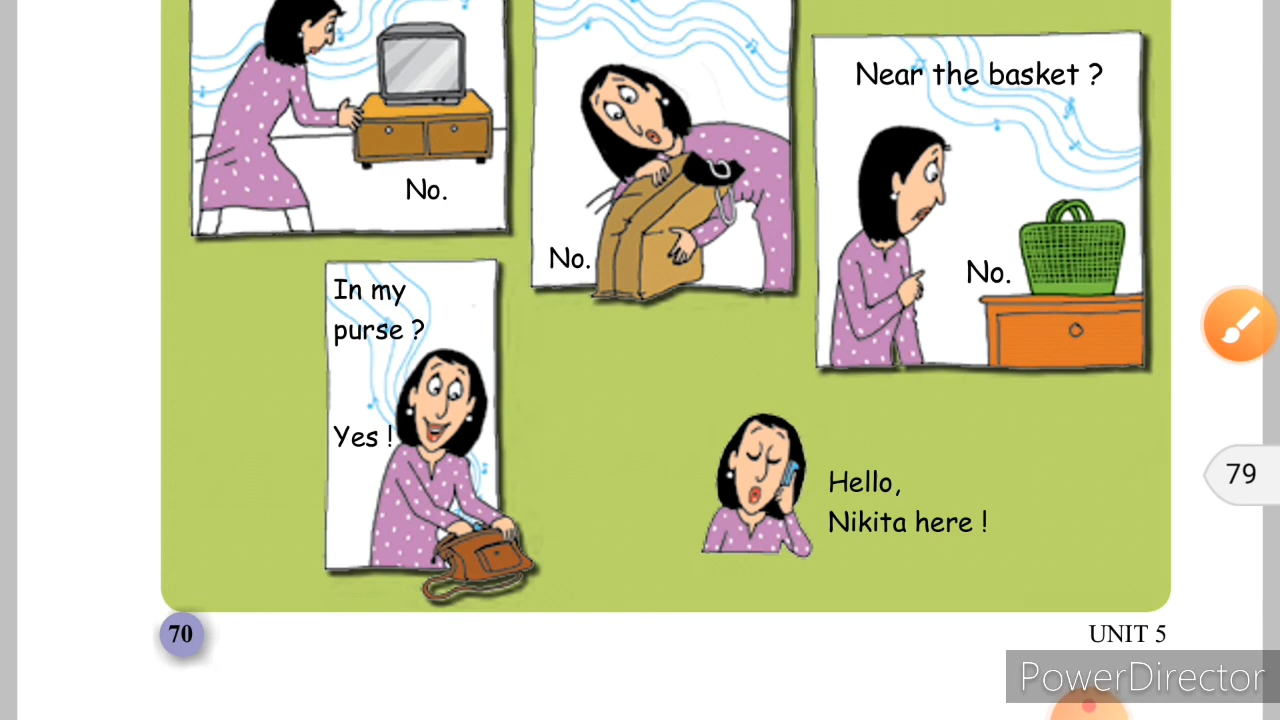 No.
No.
Near the basket ?
No.
In my
purse ?
Yes !
Hello,
Nikita here !
70
UNIT 5
79
PowerDirector